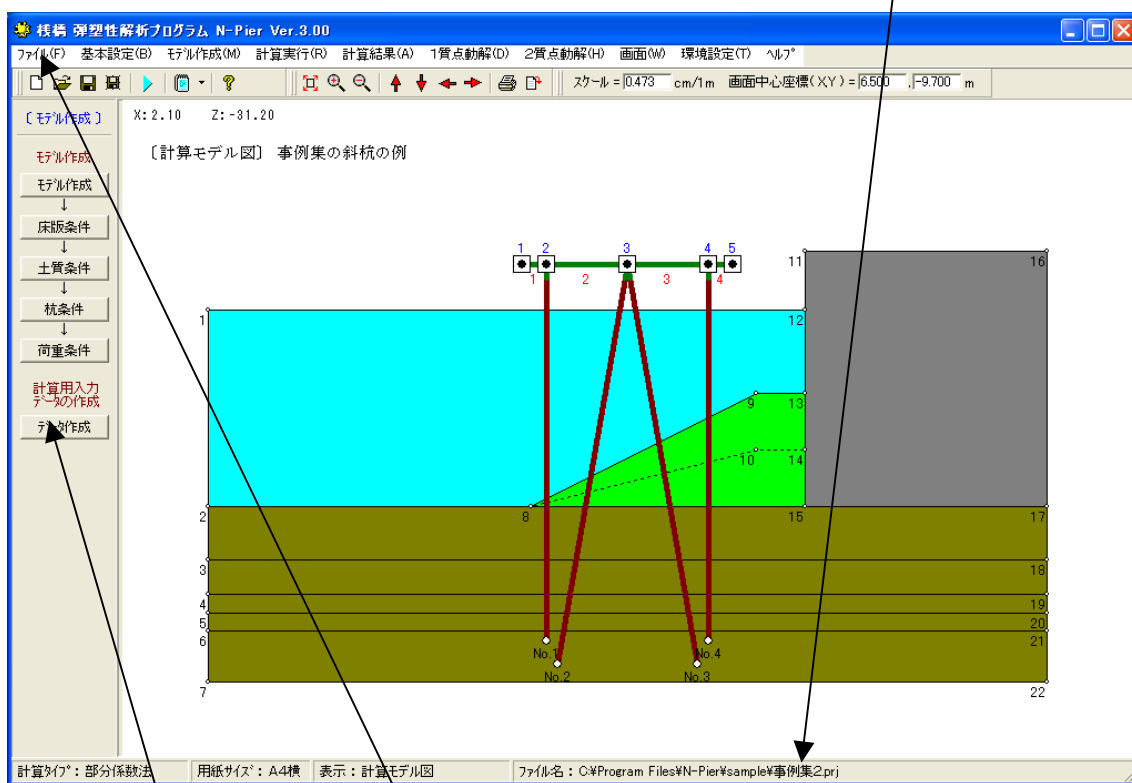 桟橋 弾塑性解析プログラム N-Pier Ver.3.00
ファイル(F) 基本設定(B) モデル作成(M) 計算実行(R) 計算結果(A) 1質点動解(D) 2質点動解(H) 画面(W) 環境設定(T) ヘルプ
スケール = 0.473 cm/1m 画面中心座標(X,Y) = 6.500 , -9.700 m
〔モデル作成〕
X: 2.10 Z: -31.20
〔計算モデル図〕 事例集の斜杭の例
モデル作成
モデル作成
↓
床版条件
↓
土質条件
↓
杭条件
↓
荷重条件
計算用入力
データの作成
データ作成
1 2 3 4 5
1 2 3 4
11 16
1 12
9 13
10 14
2 8 15 17
3 18
4 19
5 20
6 21
No.1 No.4
No.2 No.3
7 22
計算タイプ：部分係数法 用紙サイズ：A4横 表示：計算モデル図 ファイル名：C:¥Program Files¥N-Pier¥sample¥事例集2.prj